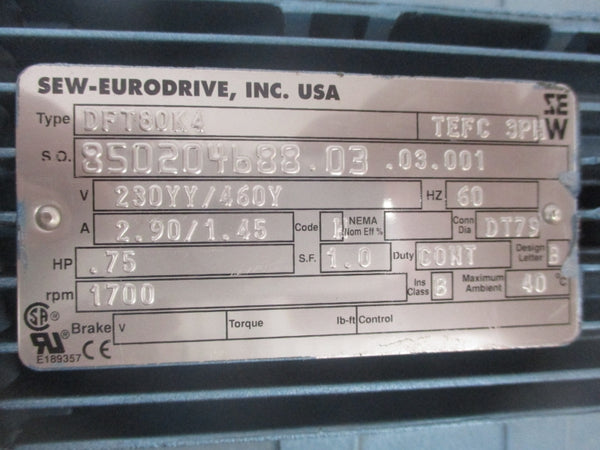 SEW-EURODRIVE, INC. USA
SEW
Type DFT80K4 TEFC 3PH
S.O. 850204688.03 .03.001
V 230YY/460Y HZ 60
A 2.90/1.45 Code NEMA Nom Eff % Conn Dia DT79
HP .75 S.F. 1.0 Duty CONT Design Letter B
rpm 1700 Ins Class B Maximum Ambient 40 °C
Brake V Torque lb-ft Control
SA
RU CE
E189357